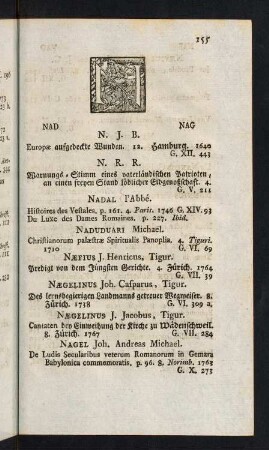 155
NAD NAG
N. J. B.
Europæ aufgedeckte Wunden. 12. Hamburg. 1640
G. XII. 443
N. R. R.
Warnungs-Stimm eines vaterländischen Patrioten,
an einen freyen Stand löblicher Eidgenoßschaft. 4.
G. V. 211
NADAL l'Abbé.
Histoires des Vestales, p. 161. 4 Paris. 1746 G. XIV. 93
Du Luxe des Dames Romaines. p. 227. Ibid.
NADUDUARI Michael.
Christianorum palæstræ Spiritualis Panoplia, 4. Tiguri.
1710 G. VI. 69
NÆFIUS J. Henricus, Tigur.
Predigt von dem Jüngsten Gerichte. 4. Zürich. 1764
G. VII. 39
NÆGELINUS Joh. Casparus, Tigur.
Des lernsbegierigen Landmanns getreuer Wegweiser. 8.
Zürich. 1718 G. VI. 309 a.
NÆGELINUS J. Jacobus, Tigur.
Cantaten bey Einweihung der Kirche zu Wädenschweil.
8. Zürich. 1767 G. VII. 284
NAGEL Joh. Andreas Michael.
De Ludis Secularibus veterum Romanorum in Gemara
Babylonica commemoratis, p. 96. 8. Norimb. 1763
G. X. 273